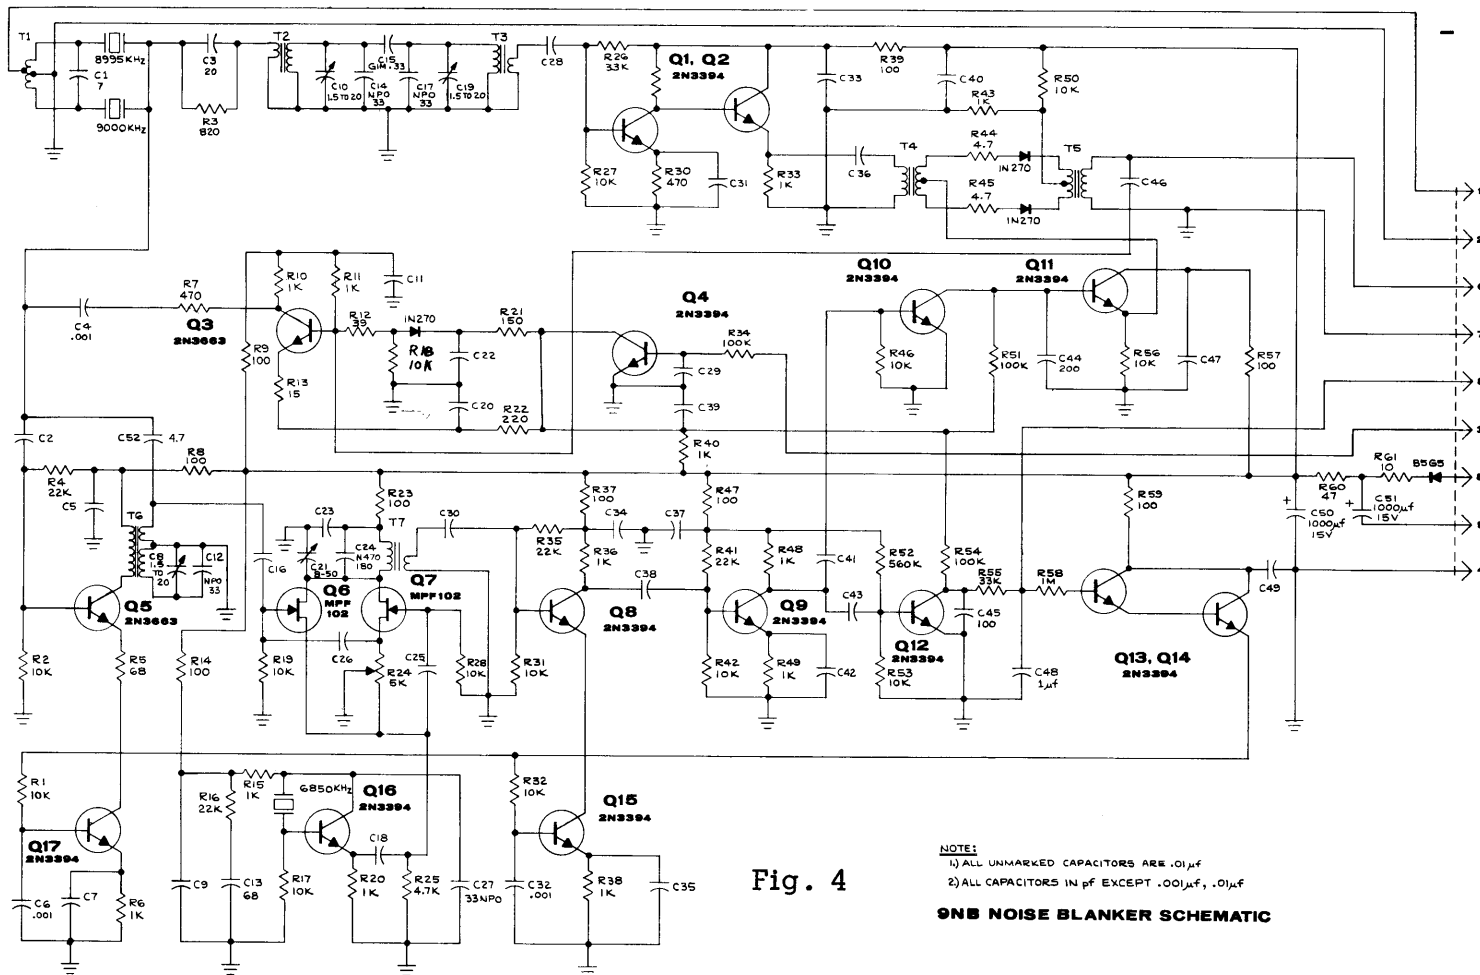 T1
8995KHz
C1
7
9000KHz
C3
20
R3
820
T2
C10
1.5 TO 20
C14
NPO
33
C15
GIM .33
C17
NPO
33
C19
1.5 TO 20
T3
C28
R26
33K
Q1, Q2
2N3394
R27
10K
R30
470
C31
R33
1K
C33
R39
100
C40
R43
1K
R50
10K
C36
T4
R44
4.7
1N270
R45
4.7
1N270
T5
C46
1
2
C4
.001
R7
470
Q3
2N3663
R9
100
R10
1K
R11
1K
C11
R12
39
1N270
R18
10K
C22
C20
R13
15
R21
150
R22
220
Q4
2N3394
R34
100K
C29
C39
R40
1K
Q10
2N3394
R46
10K
Q11
2N3394
R51
100K
C44
200
R56
10K
C47
R57
100
7
C2
C52
4.7
R4
22K
C5
R8
100
T6
C8
1.5
TO
20
C12
NPO
33
Q5
2N3663
R2
10K
R5
68
R14
100
C16
R19
10K
C23
R23
100
T7
C21
8-50
C24
N470
180
Q6
MPF
102
Q7
MPF102
C26
R24
5K
C25
R28
10K
C30
R31
10K
R35
22K
R37
100
R36
1K
C34
C37
C38
Q8
2N3394
R47
100
R41
22K
R48
1K
Q9
2N3394
R42
10K
R49
1K
C42
C41
C43
R52
560K
R53
10K
Q12
2N3394
R54
100K
R55
33K
C45
100
R58
1M
C48
1µf
R59
100
Q13, Q14
2N3394
C49
C50
1000µf
15V
R60
47
C51
1000µf
15V
R61
10
B5G5
R1
10K
Q17
2N3394
C6
.001
C7
R6
1K
C9
R16
22K
C13
68
R15
1K
6850KHz
Q16
2N3394
R17
10K
R20
1K
C18
R25
4.7K
C27
33NPO
R32
10K
C32
.001
Q15
2N3394
R38
1K
C35
Fig. 4
NOTE:
1.) ALL UNMARKED CAPACITORS ARE .01µf
2.) ALL CAPACITORS IN pf EXCEPT .001µf, .01µf
9NB NOISE BLANKER SCHEMATIC